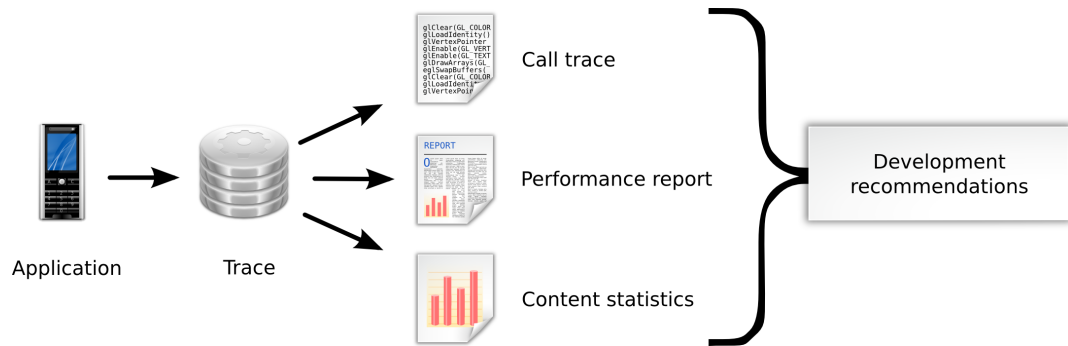 glClear(GL_COLOR
glLoadIdentity()
glVertexPointer
glEnable(GL_VERT
glEnable(GL_TEXT
glDrawArrays(GL_
eglSwapBuffers(
glClear(GL_COLOR
glLoadIdenti
glVertexPoin
Call trace
REPORT
Performance report
Content statistics
Application
Trace
Development
recommendations